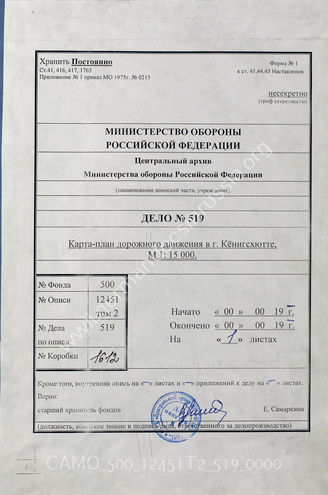 Хранить Постоянно
Ст.41, 416, 417, 1765
Приложение № 1 приказ МО 1975г. № 0215
Форма № 1
к ст. 41,44,45 Наставления
несекретно
(гриф секретности)
МИНИСТЕРСТВО ОБОРОНЫ
РОССИЙСКОЙ ФЕДЕРАЦИИ
Центральный архив
Министерства обороны Российской Федерации
(наименование воинской части, учреждения)
ДЕЛО № 519
Карта-план дорожного движения в г. Кёнигсхютте,
М 1: 15 000.
№ Фонда 500
№ Описи 12451
том 2
№ Дела 519
по описи
№ Коробки 1612
Начато « 00 » 00 19 г.
Окончено « 00 » 00 19 г.
На « 1 » листах
Кроме того, внутренняя опись на «—» листах и «—» приложений к делу на «—» листах.
Верно:
старший хранитель фондов
Е. Самаркина
(должность, воинское звание и подпись лица, ответственного за делопроизводство)
CAMO_500_12451T2_519_0000